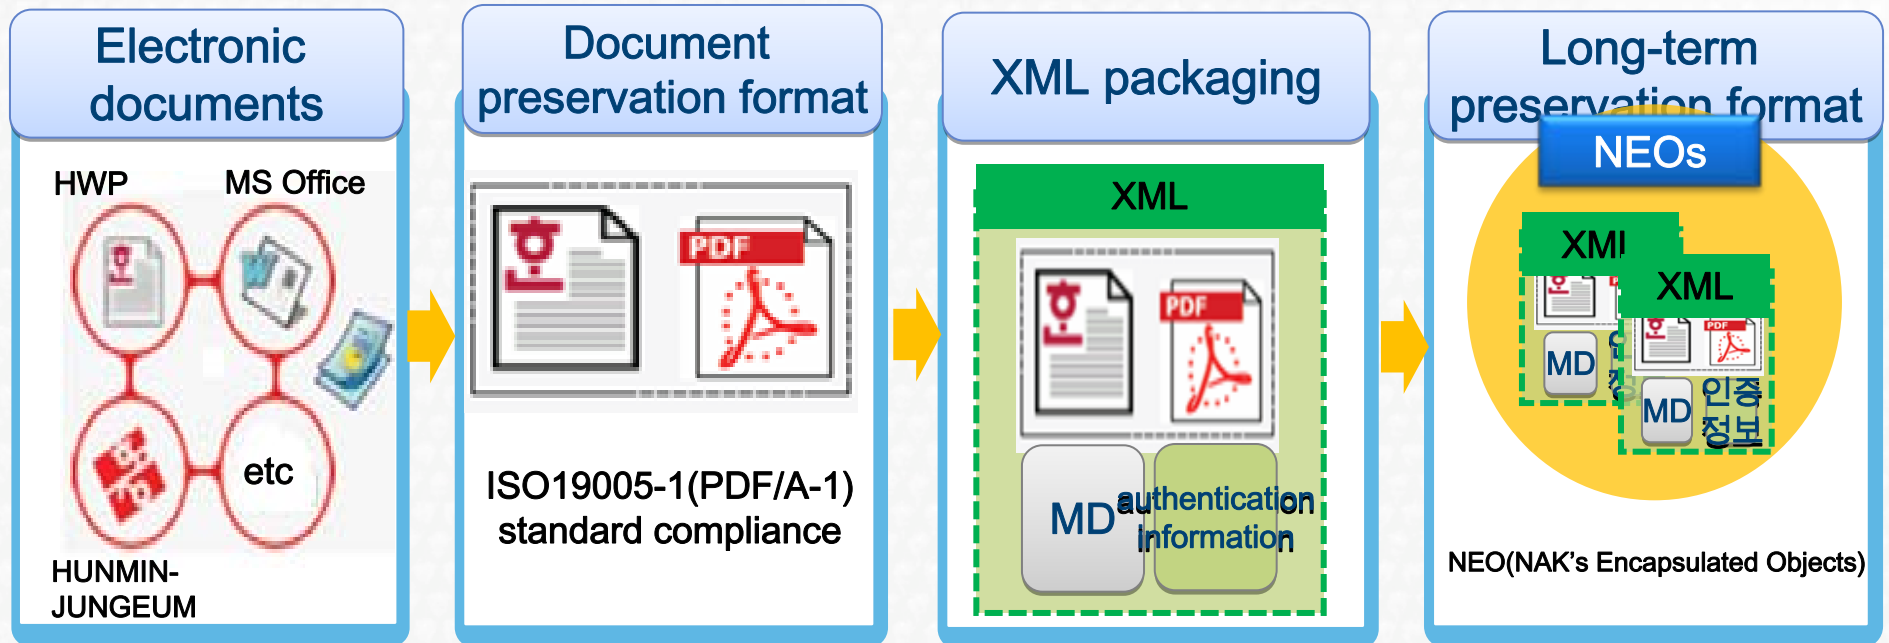 Electronic
documents
HWP
MS Office
etc
HUNMIN-
JUNGEUM
Document
preservation format
PDF
ISO19005-1(PDF/A-1)
standard compliance
XML packaging
XML
PDF
MD
authentication
information
Long-term
preservation format
NEOs
XML
MD
XML
PDF
MD
인증
정보
NEO(NAK's Encapsulated Objects)